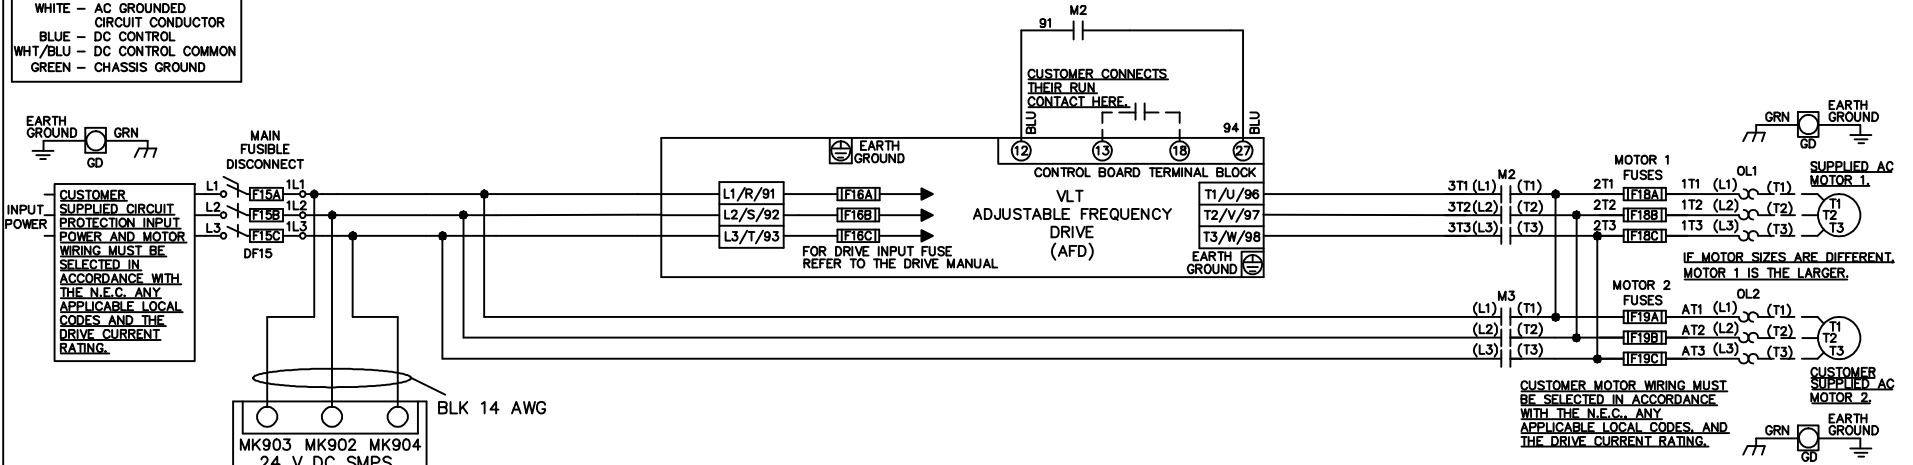 WHITE – AC GROUNDED
CIRCUIT CONDUCTOR
BLUE – DC CONTROL
WHT/BLU – DC CONTROL COMMON
GREEN – CHASSIS GROUND
EARTH
GROUND
GRN
GD
MAIN
FUSIBLE
DISCONNECT
INPUT
POWER
CUSTOMER
SUPPLIED CIRCUIT
PROTECTION INPUT
POWER AND MOTOR
WIRING MUST BE
SELECTED IN
ACCORDANCE WITH
THE N.E.C. ANY
APPLICABLE LOCAL
CODES AND THE
DRIVE CURRENT
RATING.
L1 F15A 1L1
L2 F15B 1L2
L3 F15C 1L3
DF15
BLK 14 AWG
MK903 MK902 MK904
24 V DC SMPS
M2
91
CUSTOMER CONNECTS
THEIR RUN
CONTACT HERE.
BLU
94 BLU
12 13 18 27
CONTROL BOARD TERMINAL BLOCK
EARTH
GROUND
L1/R/91 F16A
L2/S/92 F16B
L3/T/93 F16C
FOR DRIVE INPUT FUSE
REFER TO THE DRIVE MANUAL
VLT
ADJUSTABLE FREQUENCY
DRIVE
(AFD)
T1/U/96
T2/V/97
T3/W/98
EARTH
GROUND
M2
3T1 (L1) (T1)
3T2(L2) (T2)
3T3(L3) (T3)
M3
(L1) (T1)
(L2) (T2)
(L3) (T3)
MOTOR 1
FUSES
2T1 F18A 1T1 (L1) OL1 (T1)
2T2 F18B 1T2 (L2) (T2)
2T3 F18C 1T3 (L3) (T3)
GRN
EARTH
GROUND
GD
SUPPLIED AC
MOTOR 1.
T1
T2
T3
IF MOTOR SIZES ARE DIFFERENT,
MOTOR 1 IS THE LARGER.
MOTOR 2
FUSES
F19A AT1 (L1) OL2 (T1)
F19B AT2 (L2) (T2)
F19C AT3 (L3) (T3)
T1
T2
T3
CUSTOMER
SUPPLIED AC
MOTOR 2.
CUSTOMER MOTOR WIRING MUST
BE SELECTED IN ACCORDANCE
WITH THE N.E.C., ANY
APPLICABLE LOCAL CODES, AND
THE DRIVE CURRENT RATING.
GRN
EARTH
GROUND
GD